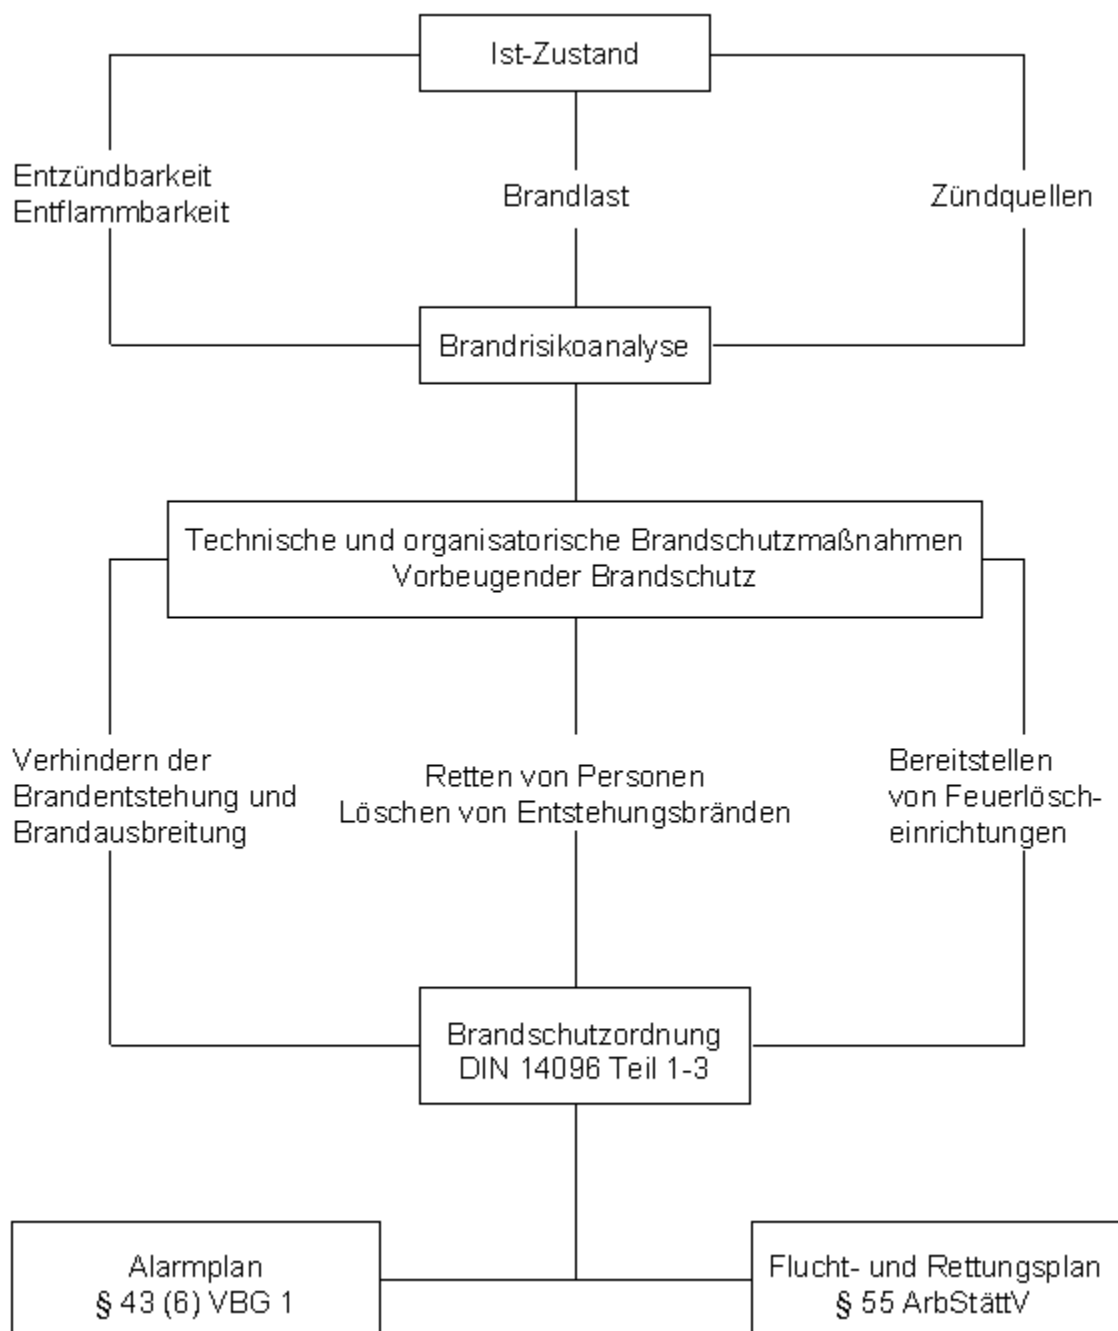 Ist-Zustand
Entzündbarkeit
Entflammbarkeit
Brandlast
Zündquellen
Brandrisikoanalyse
Technische und organisatorische Brandschutzmaßnahmen
Vorbeugender Brandschutz
Verhindern der
Brandentstehung und
Brandausbreitung
Retten von Personen
Löschen von Entstehungsbränden
Bereitstellen
von Feuerlösch-
einrichtungen
Brandschutzordnung
DIN 14096 Teil 1-3
Alarmplan
§ 43 (6) VBG 1
Flucht- und Rettungsplan
§ 55 ArbStättV